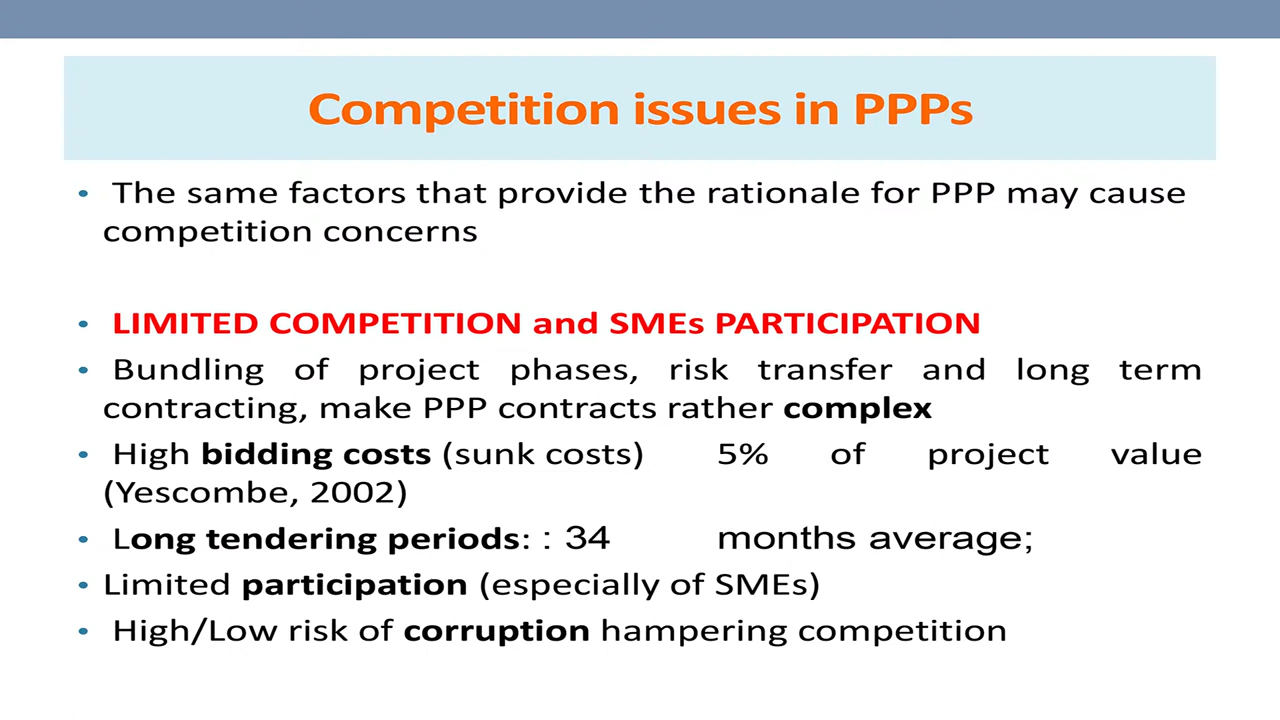 Competition issues in PPPs
• The same factors that provide the rationale for PPP may cause
competition concerns
• LIMITED COMPETITION and SMEs PARTICIPATION
• Bundling of project phases, risk transfer and long term
contracting, make PPP contracts rather complex
• High bidding costs (sunk costs) 5% of project value
(Yescombe, 2002)
• Long tendering periods: : 34 months average;
• Limited participation (especially of SMEs)
• High/Low risk of corruption hampering competition